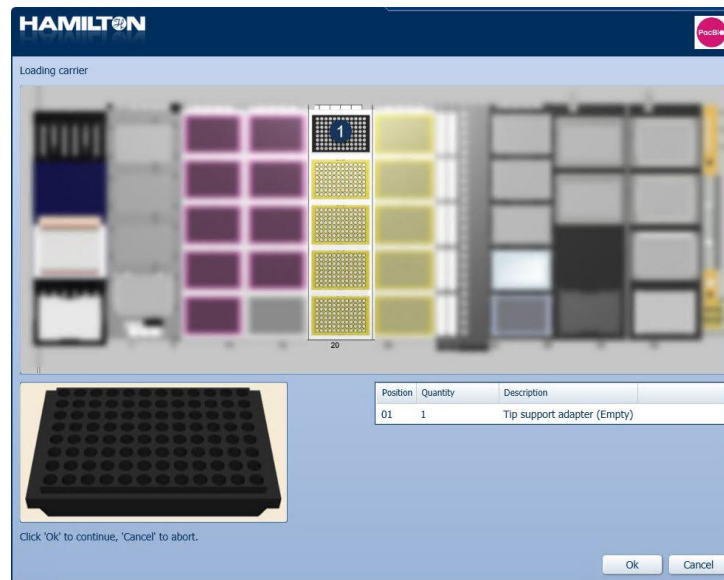 HAMILTON
PacBi
Loading carrier
1
20
Position Quantity Description
01 1 Tip support adapter (Empty)
Click 'Ok' to continue, 'Cancel' to abort.
Ok Cancel